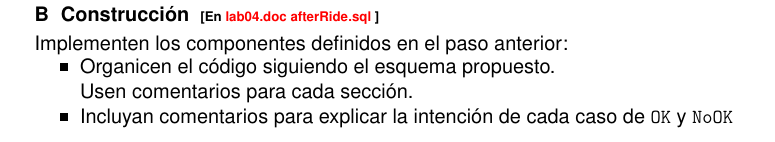 B Construcción [En lab04.doc afterRide.sql ]
Implementen los componentes definidos en el paso anterior:
▪ Organicen el código siguiendo el esquema propuesto.
Usen comentarios para cada sección.
▪ Incluyan comentarios para explicar la intención de cada caso de OK y NoOK